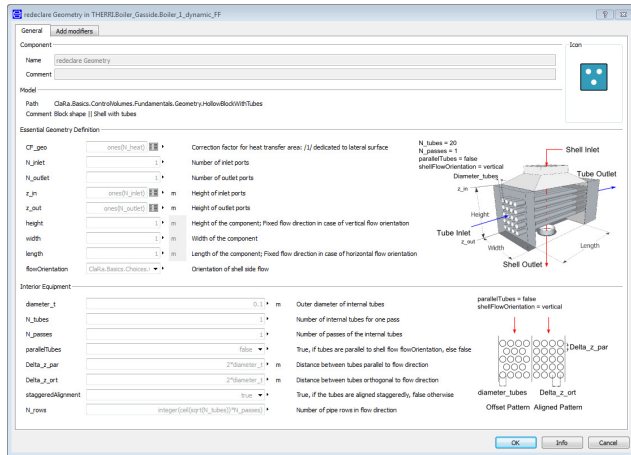 redeclare Geometry in THERRI.Boiler_Gasside.Boiler_1_dynamic_FF
General Add modifiers
Component
Icon
Name redeclare Geometry
Comment
Model
Path ClaRa.Basics.ControlVolumes.Fundamentals.Geometry.HollowBlockWithTubes
Comment Block shape || Shell with tubes
Essential Geometry Definition
CF_geo ones(N_heat) Correction factor for heat transfer area: /1/ dedicated to lateral surface
N_inlet 1 Number of inlet ports
N_outlet 1 Number of outlet ports
z_in ones(N_inlet) m Height of inlet ports
z_out ones(N_outlet) m Height of outlet ports
height 1 m Height of the component; Fixed flow direction in case of vertical flow orientation
width 1 m Width of the component
length 1 m Length of the component; Fixed flow direction in case of horizontal flow orientation
flowOrientation ClaRa.Basics.Choices.( Orientation of shell side flow
N_tubes = 20
N_passes = 1
parallelTubes = false
shellFlowOrientation = vertical
Diameter_tubes
Shell Inlet
Tube Outlet
z_in
Height
Tube Inlet
z_out
Width
Length
Shell Outlet
Interior Equipment
diameter_t 0.1 m Outer diameter of internal tubes
N_tubes 1 Number of internal tubes for one pass
N_passes 1 Number of passes of the internal tubes
parallelTubes false True, if tubes are parallel to shell flow flowOrientation, else false
Delta_z_par 2*diameter_t m Distance between tubes parallel to flow direction
Delta_z_ort 2*diameter_t m Distance between tubes orthogonal to flow direction
staggeredAlignment true True, if the tubes are aligned staggeredly, false otherwise
N_rows integer(ceil(sqrt(N_tubes))*N_passes) Number of pipe rows in flow direction
parallelTubes = false
shellFlowOrientation = vertical
Delta_z_par
diameter_tubes Delta_z_ort
Offset Pattern Aligned Pattern
OK Info Cancel